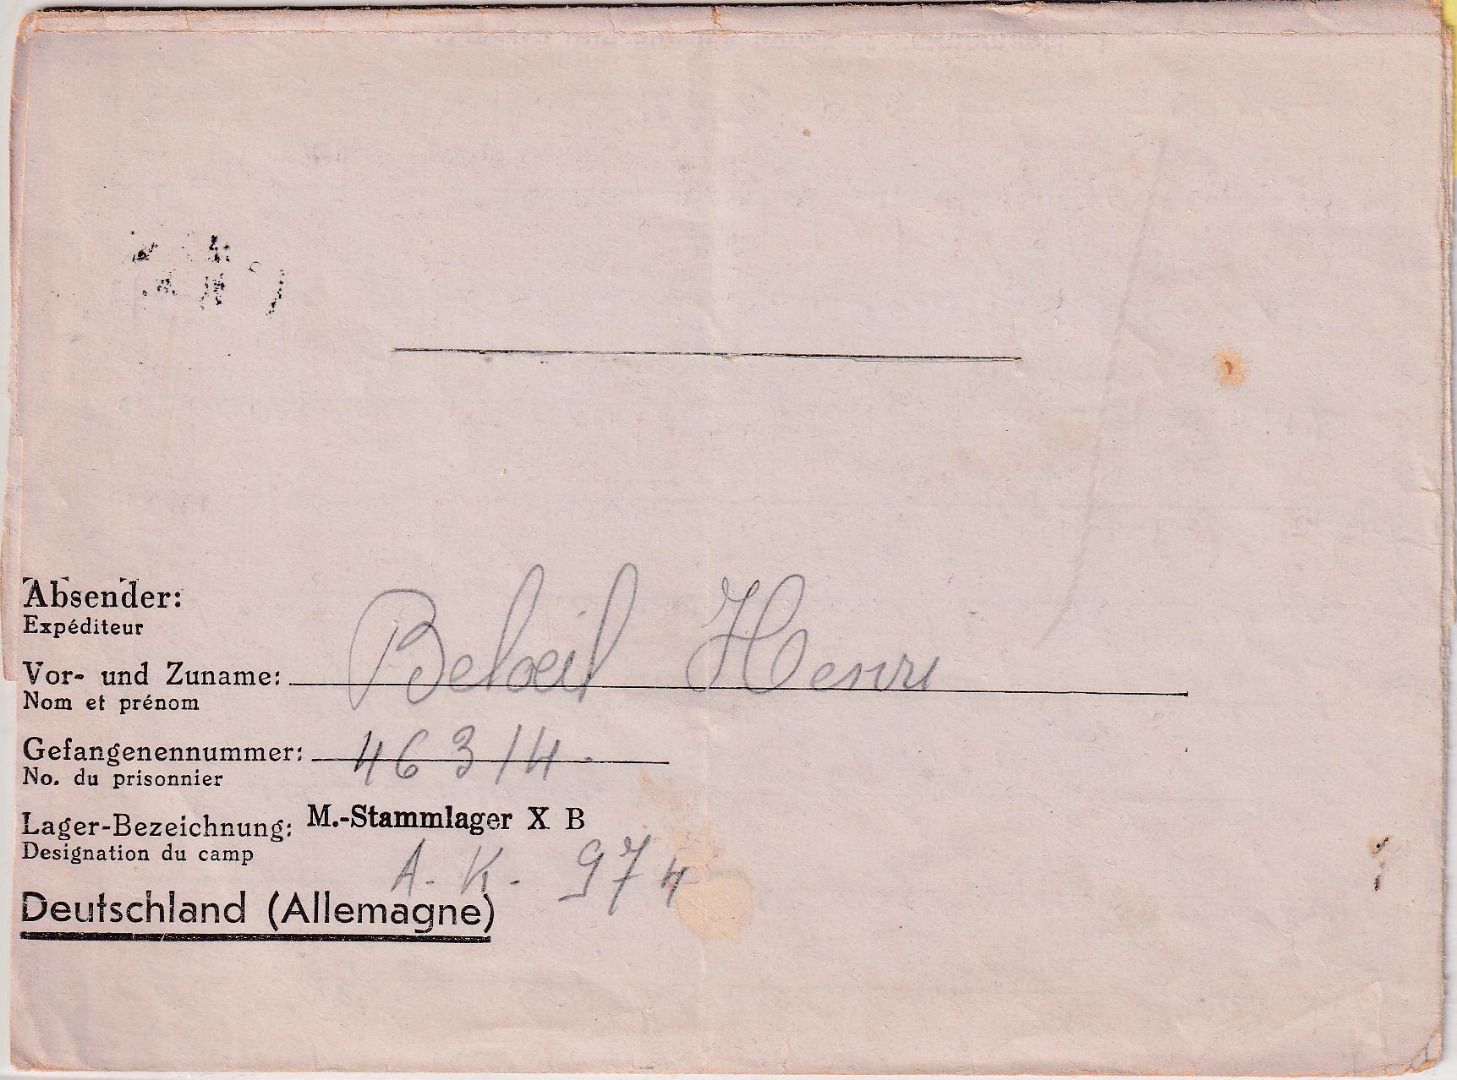 Absender:
Expéditeur
Vor- und Zuname: Beloeil Henri
Nom et prénom
Gefangenennummer: 46314.
No. du prisonnier
Lager-Bezeichnung: M.-Stammlager X B
Designation du camp
A. K. 974
Deutschland (Allemagne)